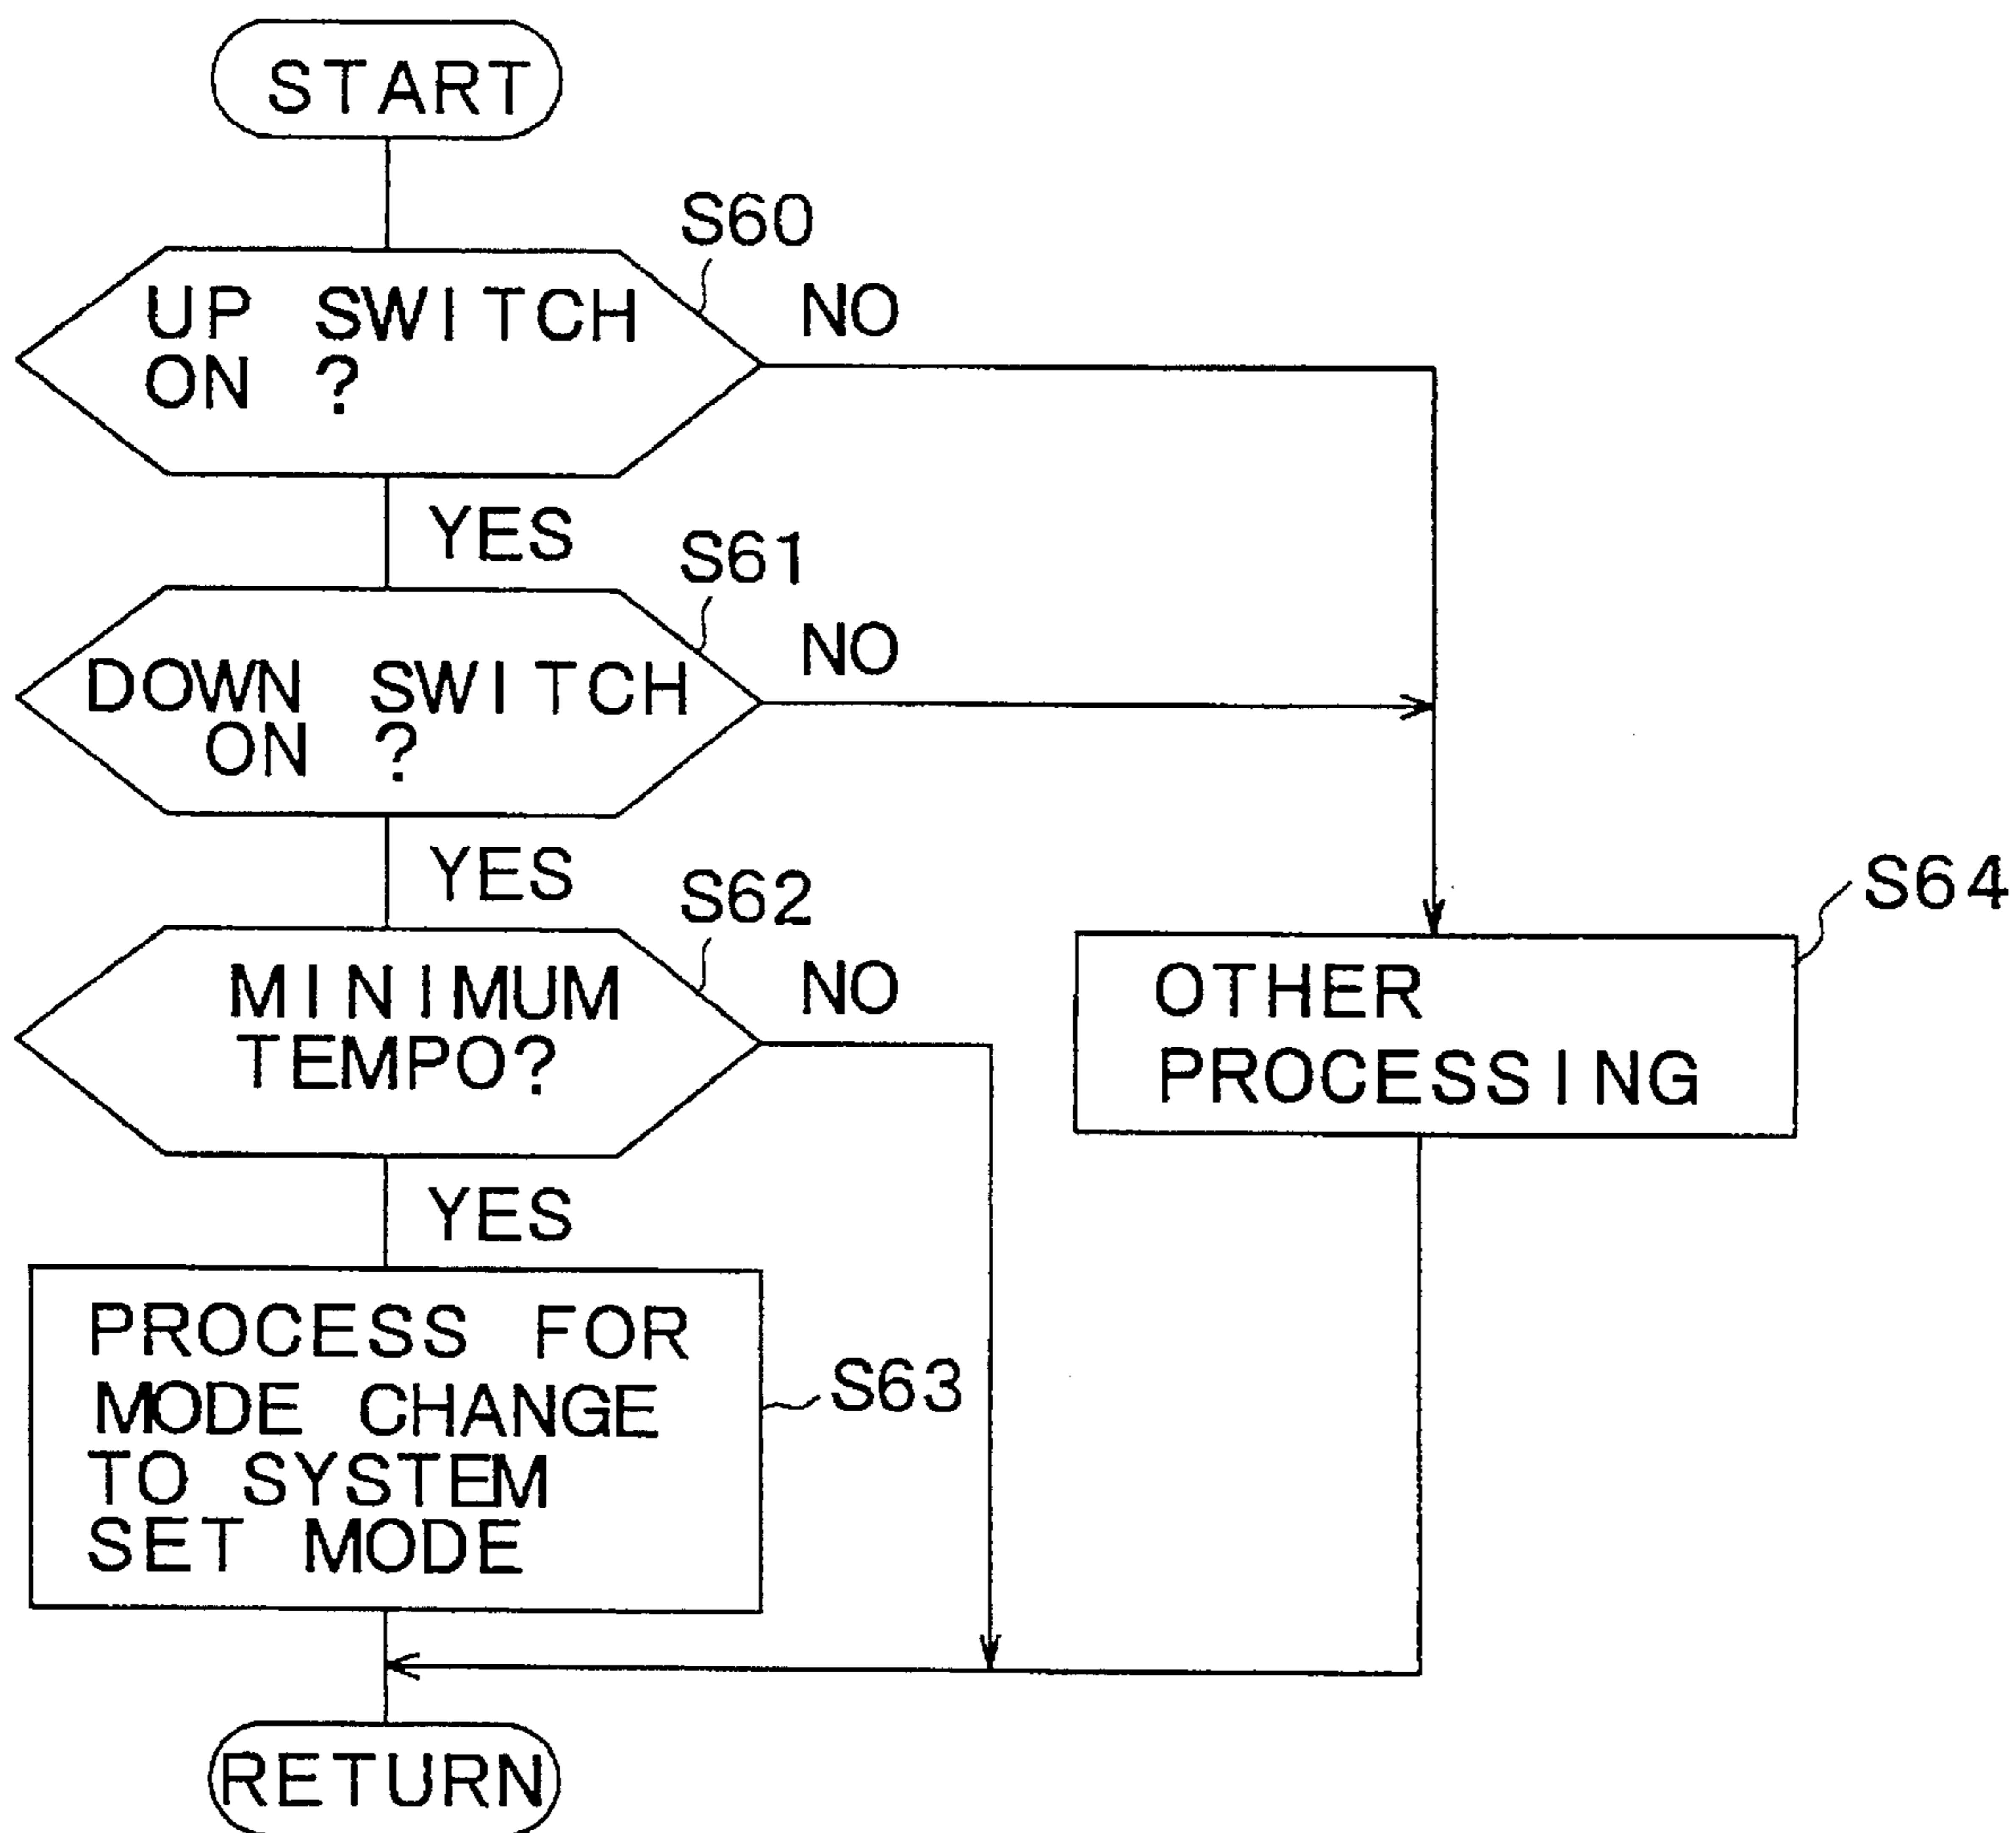 START
S60
UP SWITCH
ON ?
NO
YES
S61
DOWN SWITCH
ON ?
NO
YES
S62
MINIMUM
TEMPO?
NO
YES
S64
OTHER
PROCESSING
PROCESS FOR
MODE CHANGE
TO SYSTEM
SET MODE
S63
RETURN